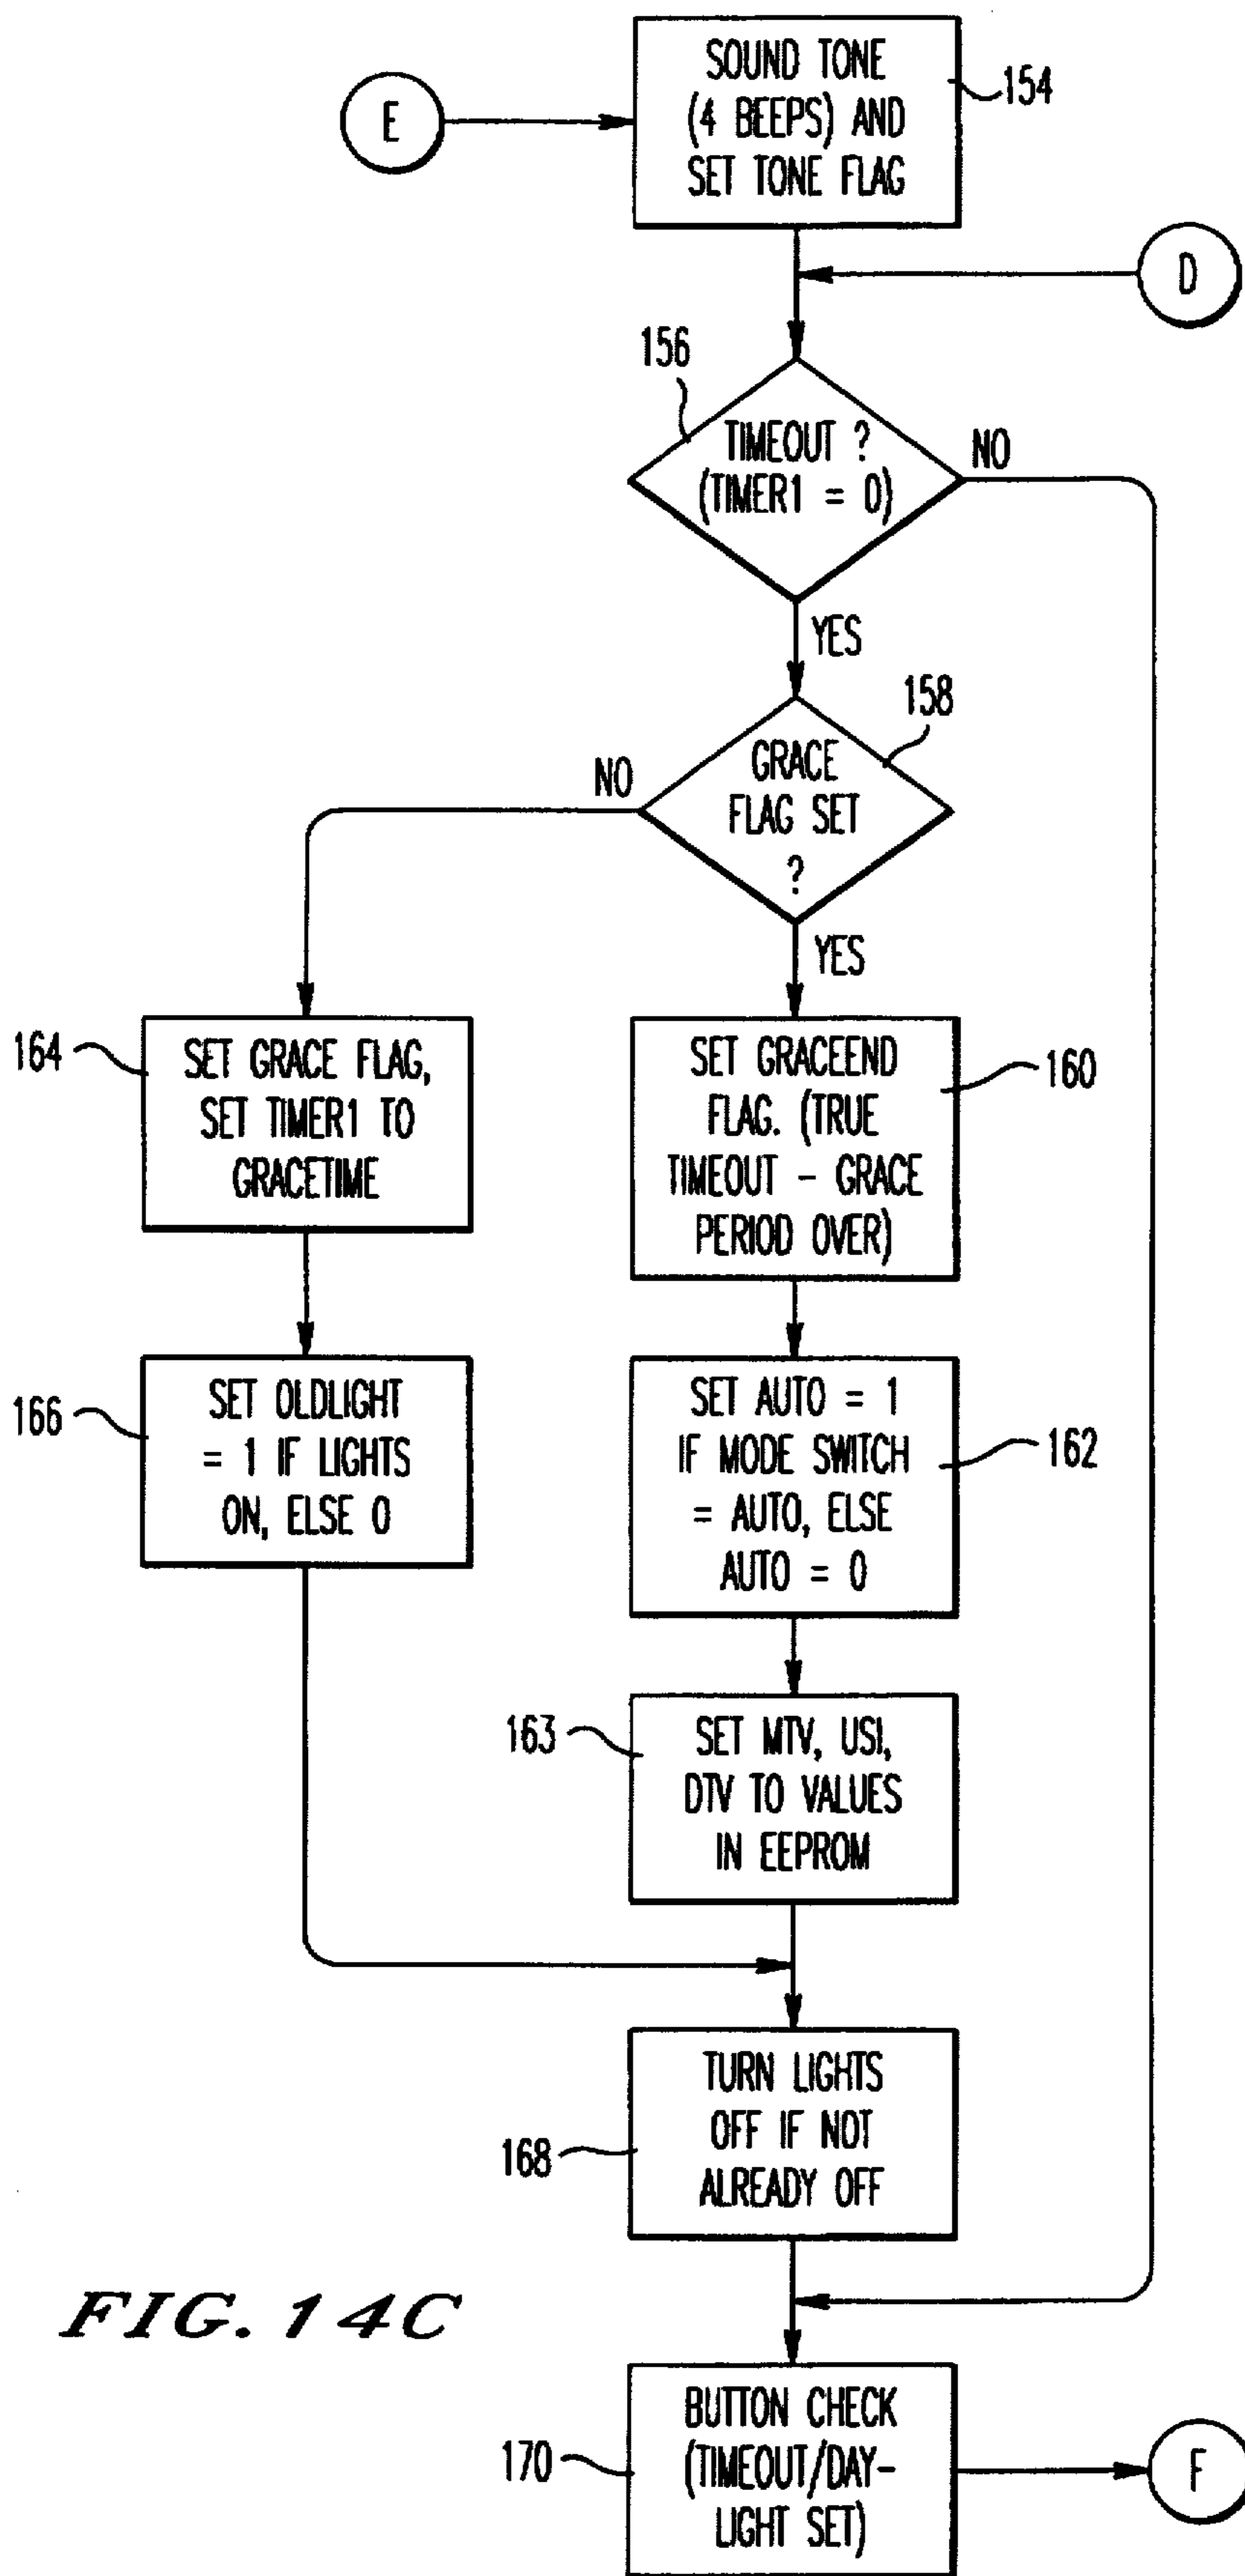 SOUND TONE
(4 BEEPS) AND
SET TONE FLAG
154
E
D
156
TIMEOUT ?
(TIMER1 = 0)
NO
YES
158
GRACE
FLAG SET
?
NO
YES
164
SET GRACE FLAG,
SET TIMER1 TO
GRACETIME
SET GRACEEND
FLAG. (TRUE
TIMEOUT - GRACE
PERIOD OVER)
160
166
SET OLDLIGHT
= 1 IF LIGHTS
ON, ELSE 0
SET AUTO = 1
IF MODE SWITCH
= AUTO, ELSE
AUTO = 0
162
163
SET MTV, USI,
DTV TO VALUES
IN EEPROM
168
TURN LIGHTS
OFF IF NOT
ALREADY OFF
FIG. 14C
170
BUTTON CHECK
(TIMEOUT/DAY-
LIGHT SET)
F